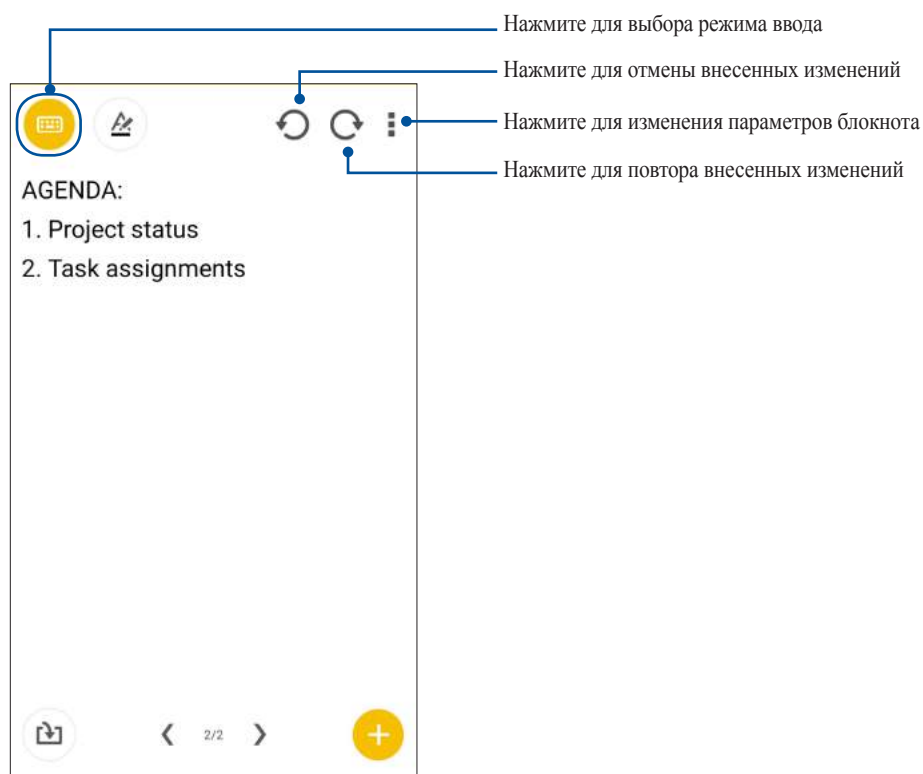 Нажмите для выбора режима ввода
Нажмите для отмены внесенных изменений
Нажмите для изменения параметров блокнота
Нажмите для повтора внесенных изменений
AGENDA:
1. Project status
2. Task assignments
2/2